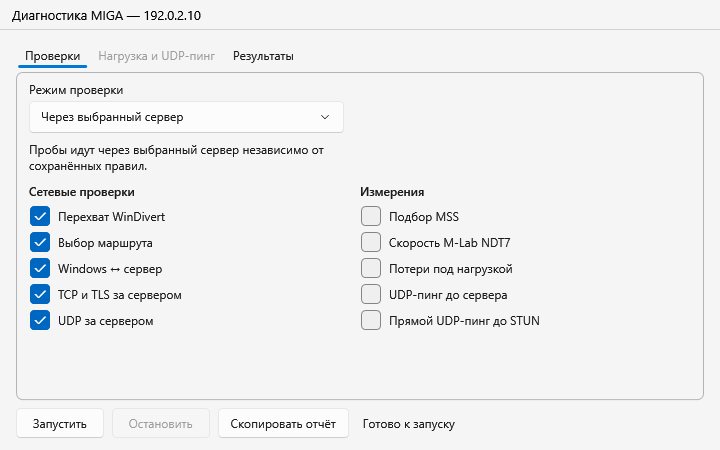 Диагностика MIGA — 192.0.2.10
Проверки
Нагрузка и UDP-пинг
Результаты
Режим проверки
Через выбранный сервер
Пробы идут через выбранный сервер независимо от
сохранённых правил.
Сетевые проверки
Перехват WinDivert
Выбор маршрута
Windows ↔ сервер
TCP и TLS за сервером
UDP за сервером
Измерения
Подбор MSS
Скорость M-Lab NDT7
Потери под нагрузкой
UDP-пинг до сервера
Прямой UDP-пинг до STUN
Запустить
Остановить
Скопировать отчёт
Готово к запуску